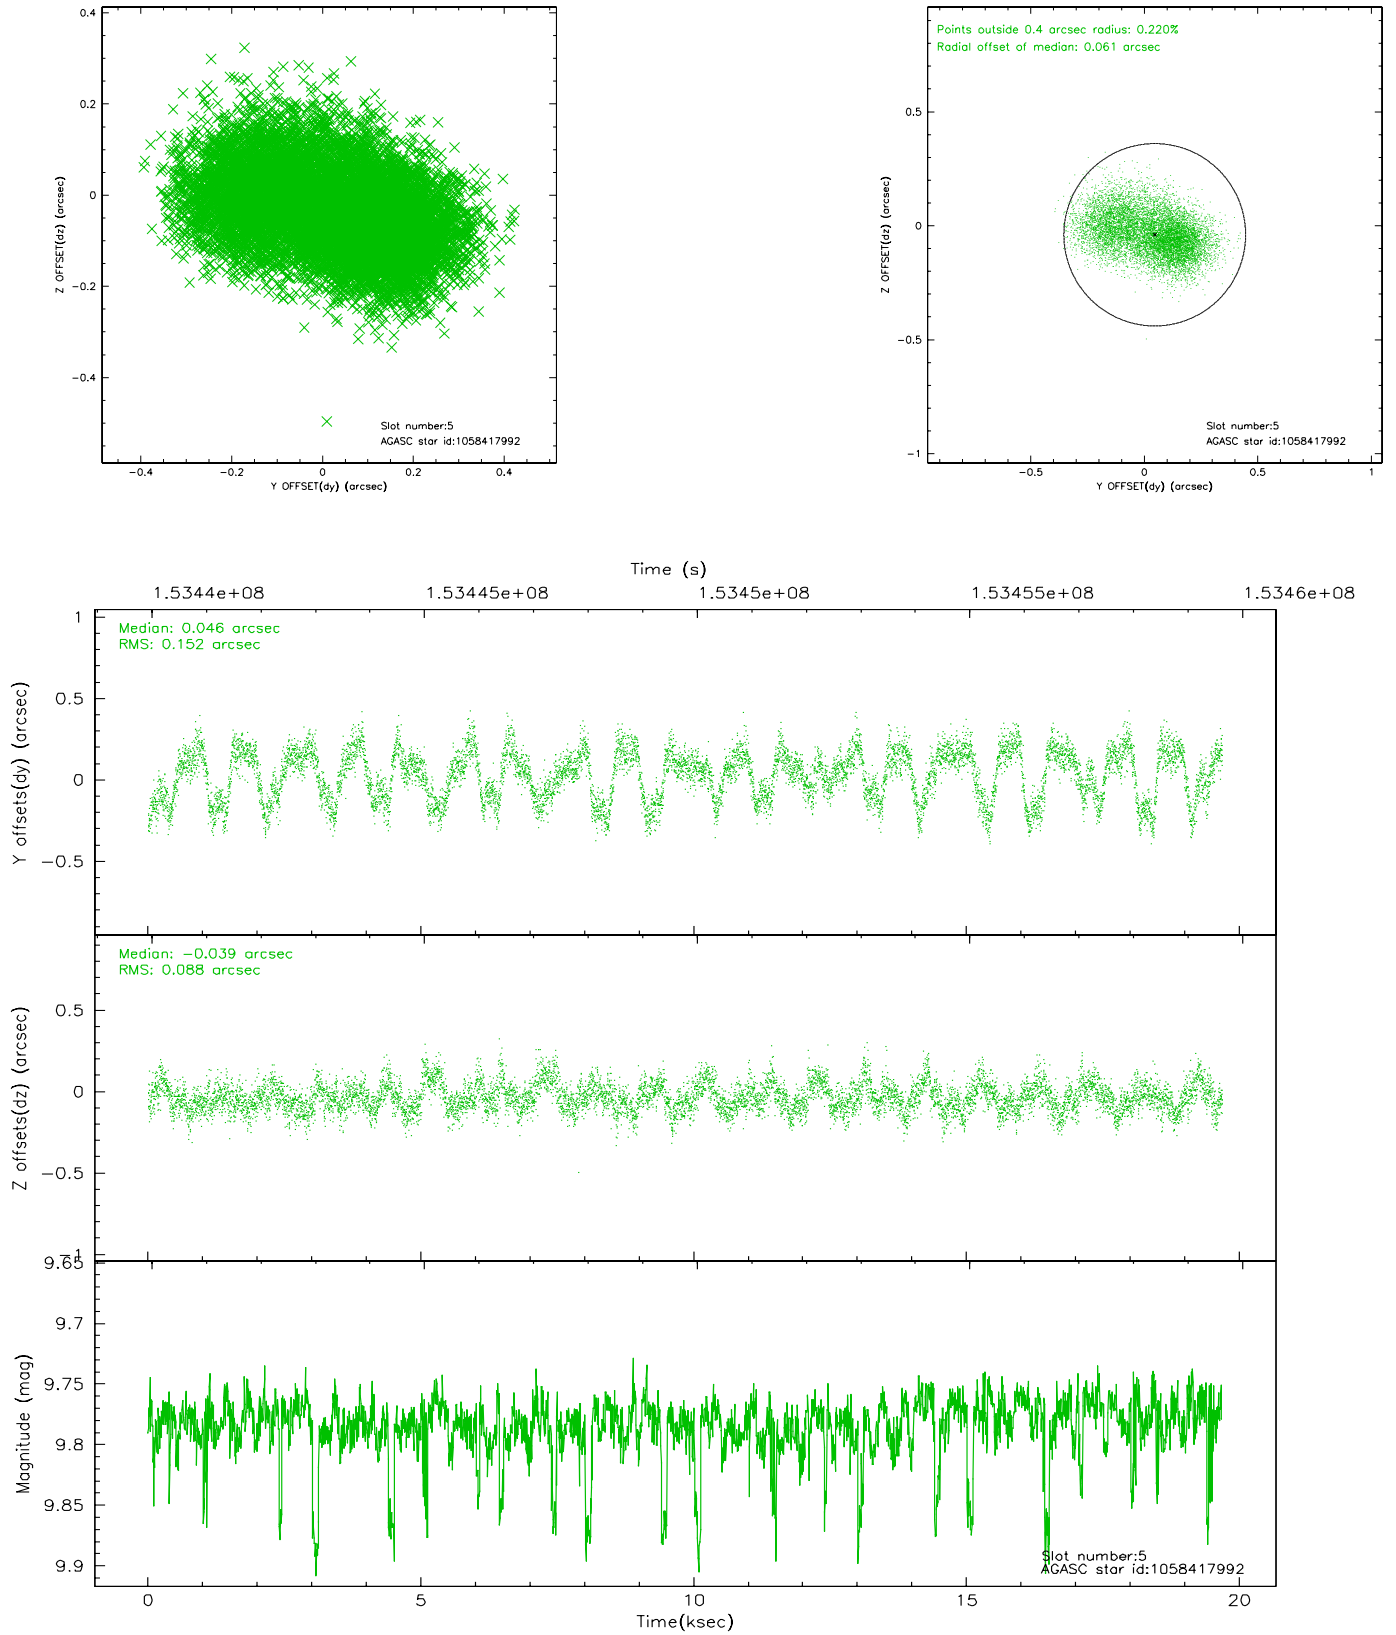 0.4
0.2
0
−0.2
−0.4
Z OFFSET(dz) (arcsec)
Slot number:5
AGASC star id:1058417992
−0.4 −0.2 0 0.2 0.4
Y OFFSET(dy) (arcsec)
Points outside 0.4 arcsec radius: 0.220%
Radial offset of median: 0.061 arcsec
0.5
0
−0.5
−1
Z OFFSET(dz) (arcsec)
Slot number:5
AGASC star id:1058417992
−0.5 0 0.5 1
Y OFFSET(dy) (arcsec)
Time (s)
1.5344e+08 1.53445e+08 1.5345e+08 1.53455e+08 1.5346e+08
Median: 0.046 arcsec
RMS: 0.152 arcsec
1
0.5
0
−0.5
Y offsets(dy) (arcsec)
Median: −0.039 arcsec
RMS: 0.088 arcsec
0.5
0
−0.5
−1
Z offsets(dz) (arcsec)
9.65
9.7
9.75
9.8
9.85
9.9
Magnitude (mag)
Slot number:5
AGASC star id:1058417992
0 5 10 15 20
Time(ksec)